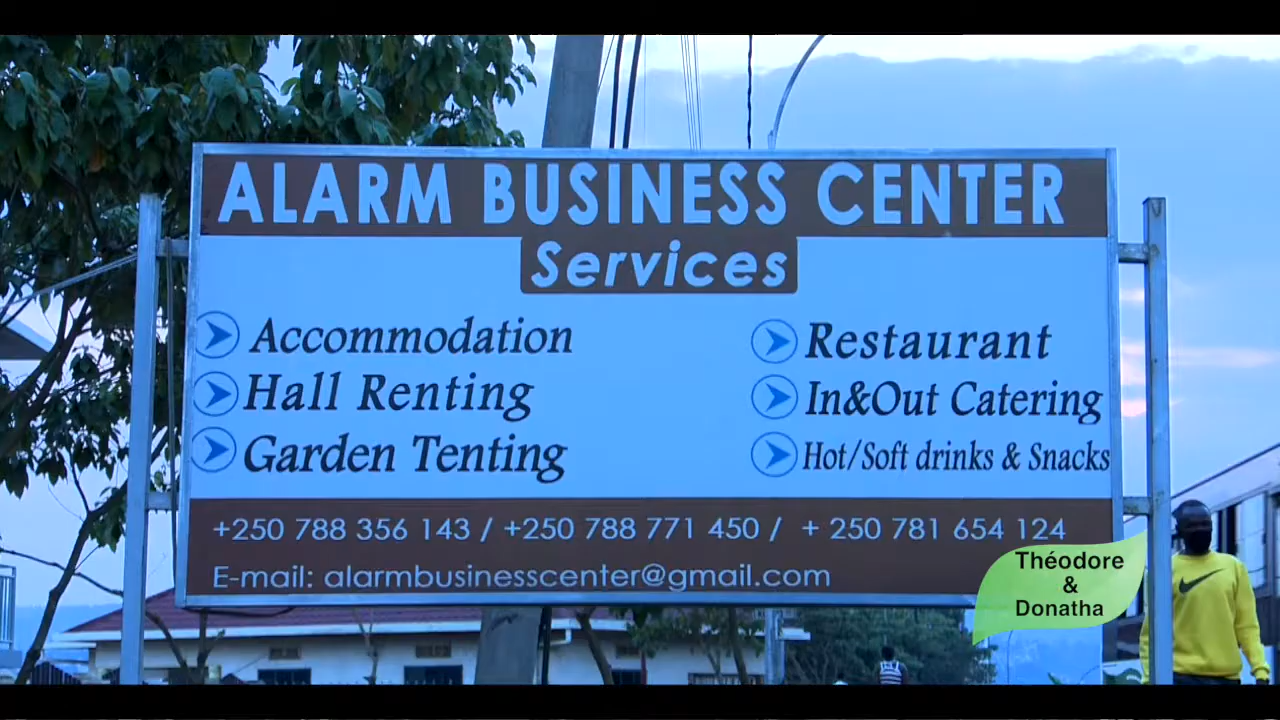 ALARM BUSINESS CENTER
Services
Accommodation
Hall Renting
Garden Tenting
Restaurant
In&Out Catering
Hot/Soft drinks & Snacks
+250 788 356 143 / +250 788 771 450 / + 250 781 654 124
E-mail: alarmbusinesscenter@gmail.com
Théodore
&
Donatha